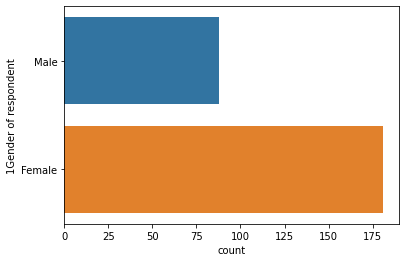 1Gender of respondent
Male
Female
0 25 50 75 100 125 150 175
count